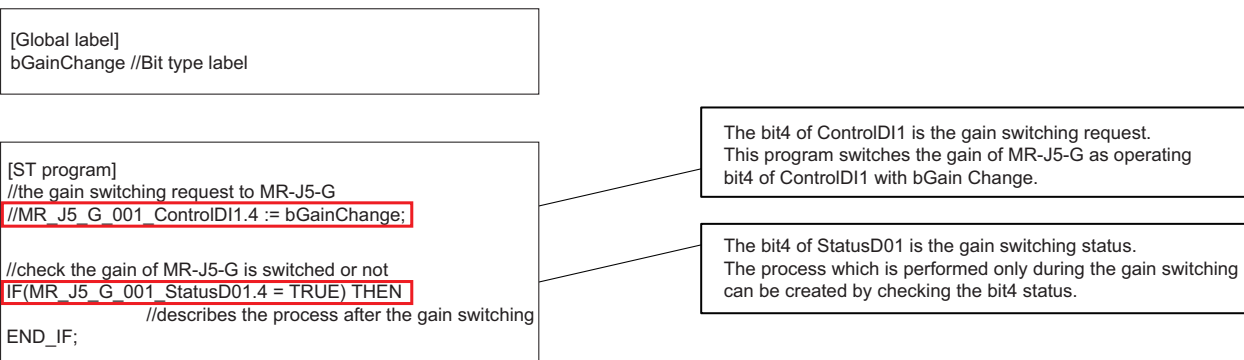 [Global label]
bGainChange //Bit type label
[ST program]
//the gain switching request to MR-J5-G
//MR_J5_G_001_ControlDI1.4 := bGainChange;
//check the gain of MR-J5-G is switched or not
IF(MR_J5_G_001_StatusD01.4 = TRUE) THEN
//describes the process after the gain switching
END_IF;
The bit4 of ControlDI1 is the gain switching request.
This program switches the gain of MR-J5-G as operating
bit4 of ControlDI1 with bGain Change.
The bit4 of StatusD01 is the gain switching status.
The process which is performed only during the gain switching
can be created by checking the bit4 status.